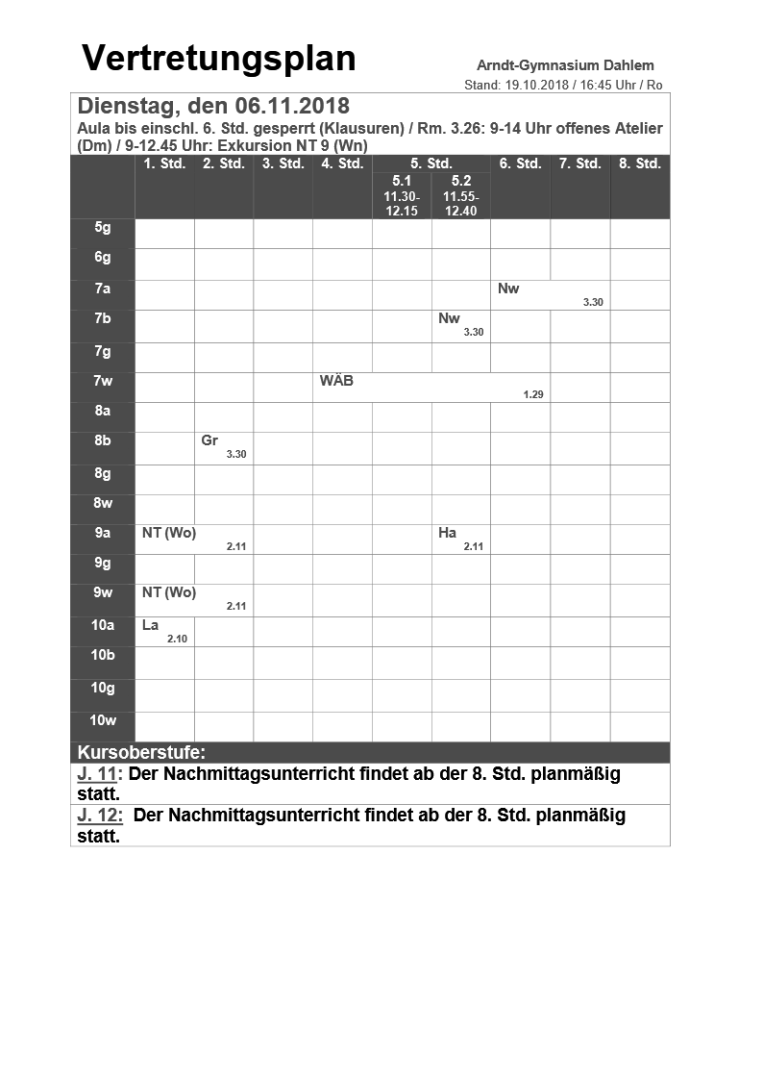 Vertretungsplan
Arndt-Gymnasium Dahlem
Stand: 19.10.2018 / 16:45 Uhr / Ro
Dienstag, den 06.11.2018
Aula bis einschl. 6. Std. gesperrt (Klausuren) / Rm. 3.26: 9-14 Uhr offenes Atelier
(Dm) / 9-12.45 Uhr: Exkursion NT 9 (Wn)
1. Std. 2. Std. 3. Std. 4. Std. 5. Std. 6. Std. 7. Std. 8. Std.
5.1 5.2
11.30- 11.55-
12.15 12.40
5g
6g
7a Nw
3.30
7b Nw
3.30
7g
7w WÄB
1.29
8a
8b Gr
3.30
8g
8w
9a NT (Wo) Ha
2.11 2.11
9g
9w NT (Wo)
2.11
10a La
2.10
10b
10g
10w
Kursoberstufe:
J. 11: Der Nachmittagsunterricht findet ab der 8. Std. planmäßig
statt.
J. 12: Der Nachmittagsunterricht findet ab der 8. Std. planmäßig
statt.